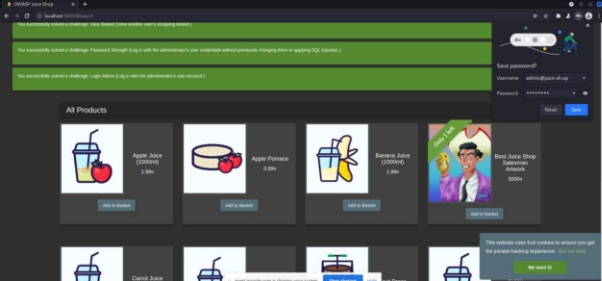 OWASP Juice Shop
localhost:3000/#/search
You successfully solved a challenge: View Basket (View another user's shopping basket.)
You successfully solved a challenge: Password Strength (Log in with the administrator's user credentials without previously changing them or applying SQL Injection.)
You successfully solved a challenge: Login Admin (Log in with the administrator's user account.)
Save password?
Username admin@juice-sh.op
Password ••••••••
Never Save
All Products
Apple Juice
(1000ml)
1.99¤
Add to Basket
Apple Pomace
0.89¤
Add to Basket
Banana Juice
(1000ml)
1.99¤
Add to Basket
Only 1 left
Best Juice Shop
Salesman
Artwork
5000¤
Add to Basket
This website uses fruit cookies to ensure you get
the juiciest tracking experience. But me wait!
Me want it!
Carrot Juice